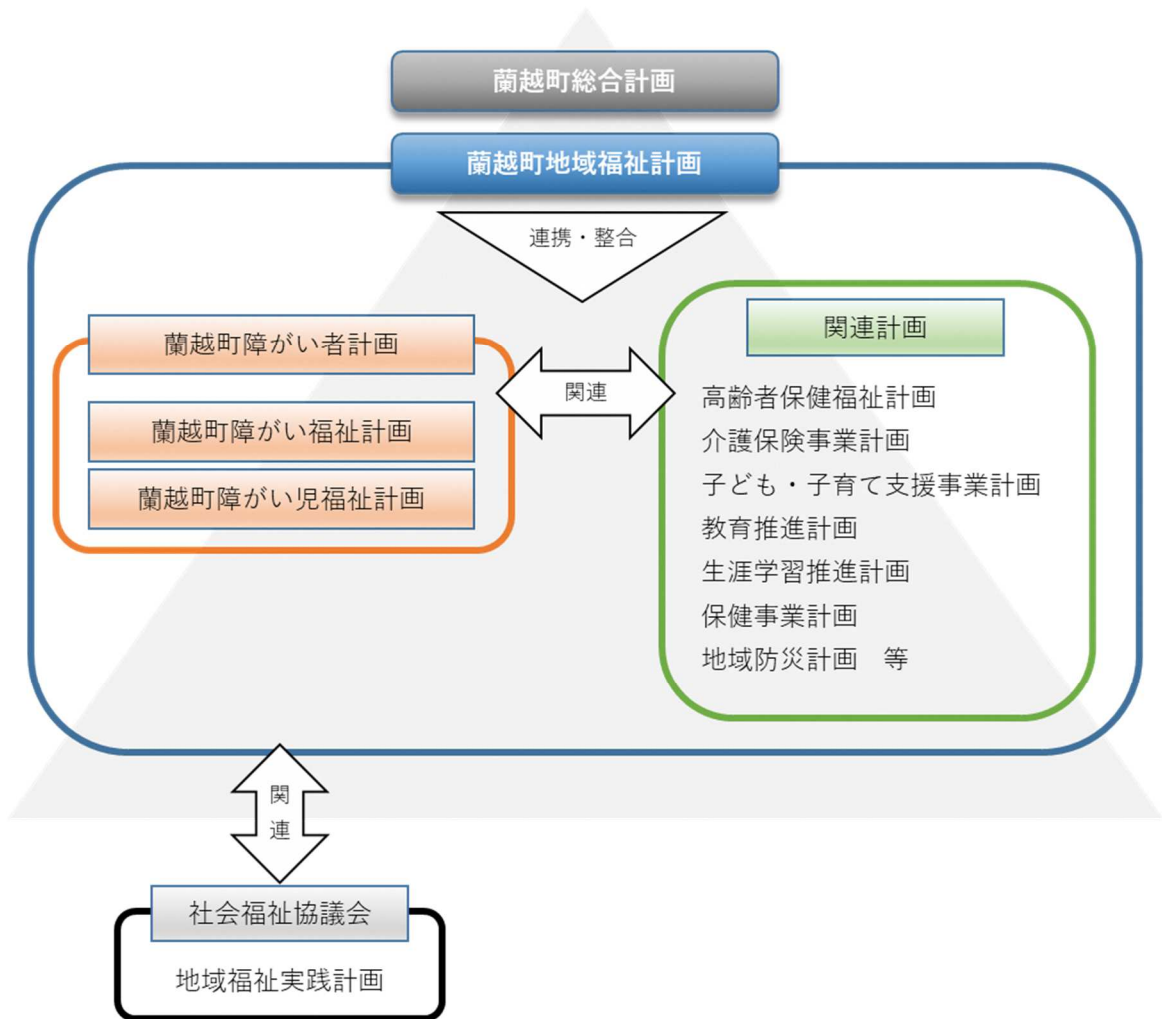 蘭越町総合計画
蘭越町地域福祉計画
連携・整合
蘭越町障がい者計画
蘭越町障がい福祉計画
蘭越町障がい児福祉計画
関連
関連計画
高齢者保健福祉計画
介護保険事業計画
子ども・子育て支援事業計画
教育推進計画
生涯学習推進計画
保健事業計画
地域防災計画　等
関
連
社会福祉協議会
地域福祉実践計画